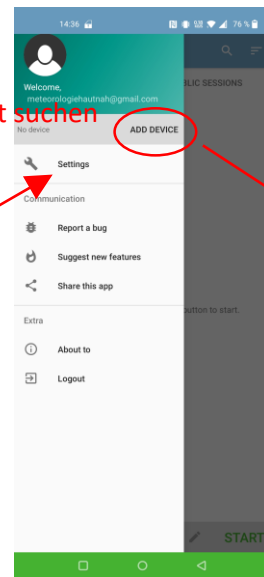 14:36 76 %
Welcome,
meteorologiehautnah@gmail.com
BLIC SESSIONS
t suchen
No device ADD DEVICE
Settings
Communication
Report a bug
Suggest new features
Share this app
button to start.
Extra
About to
Logout
START